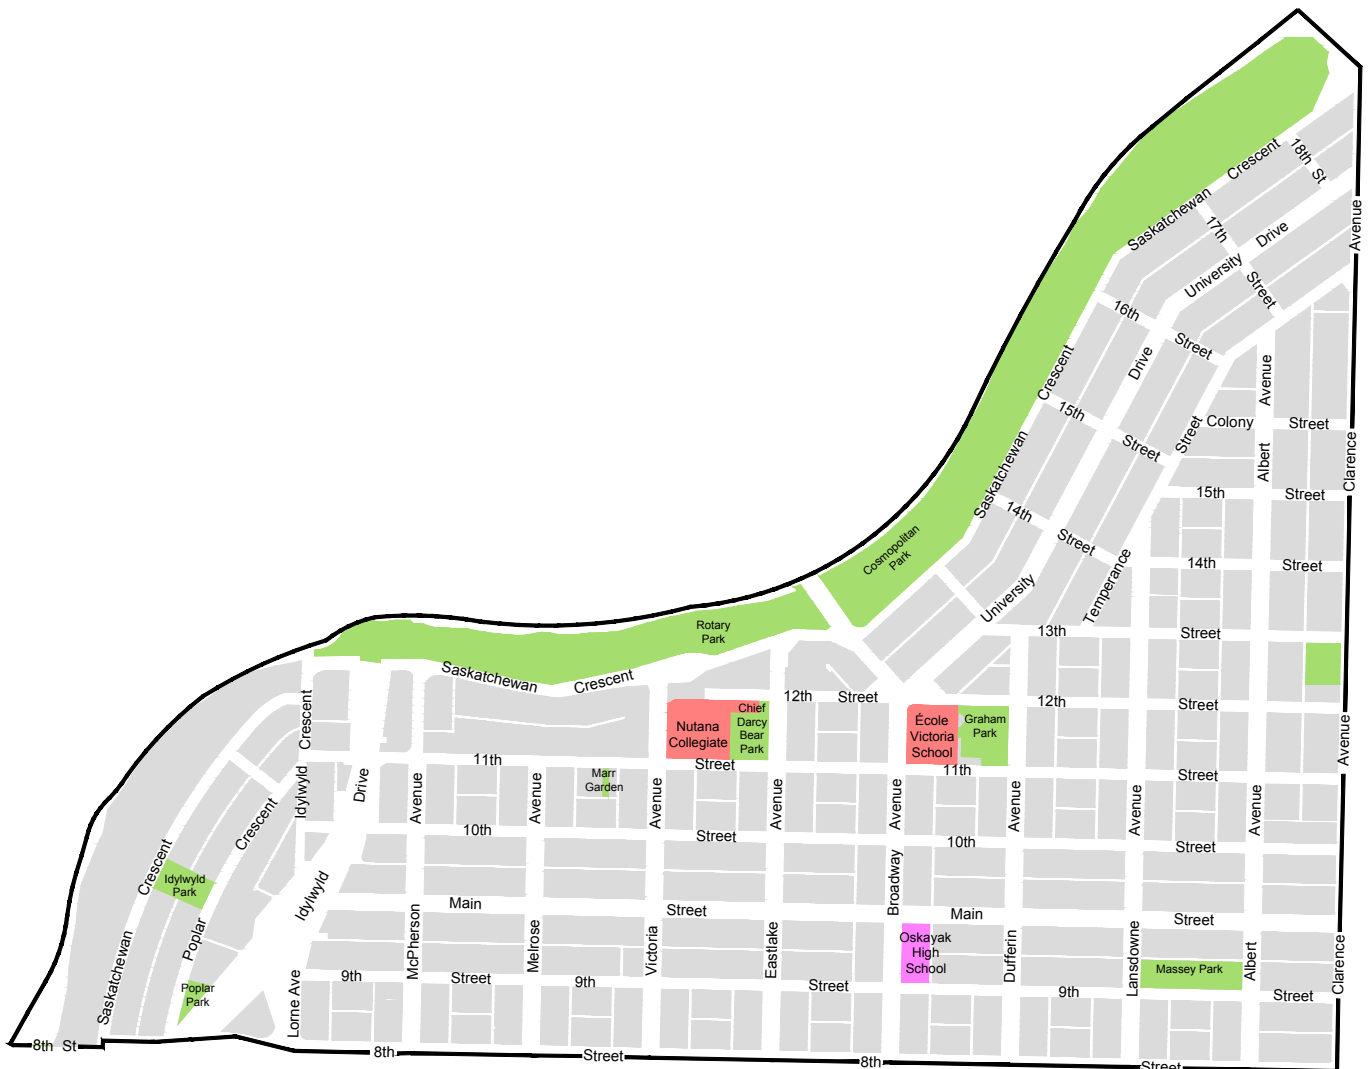 18th St
Crescent
Saskatchewan
17th
Street
Drive
University
Avenue
16th
Street
Drive
Crescent
15th
Street
Street
Avenue
Colony
Street
Albert
Clarence
Saskatchewan
15th
Street
14th
Street
14th
Street
Cosmopolitan
Park
University
Temperance
13th
Street
Rotary
Park
Saskatchewan
Crescent
12th
Street
12th
Street
Crescent
Nutana
Collegiate
Chief
Darcy
Bear
Park
École
Victoria
School
Graham
Park
Avenue
11th
Street
11th
Street
Marr
Garden
Idylwyld
Drive
Avenue
Avenue
Avenue
Avenue
Avenue
Avenue
Avenue
Avenue
Crescent
10th
Street
10th
Street
Crescent
Idylwyld
Park
Idylwyld
Main
Street
Broadway
Main
Street
Poplar
Saskatchewan
McPherson
Melrose
Victoria
Eastlake
Oskayak
High
School
Dufferin
Lansdowne
Albert
Clarence
Massey Park
Poplar
Park
Lorne Ave
9th
Street
9th
Street
9th
Street
8th St
8th
Street
8th
Street